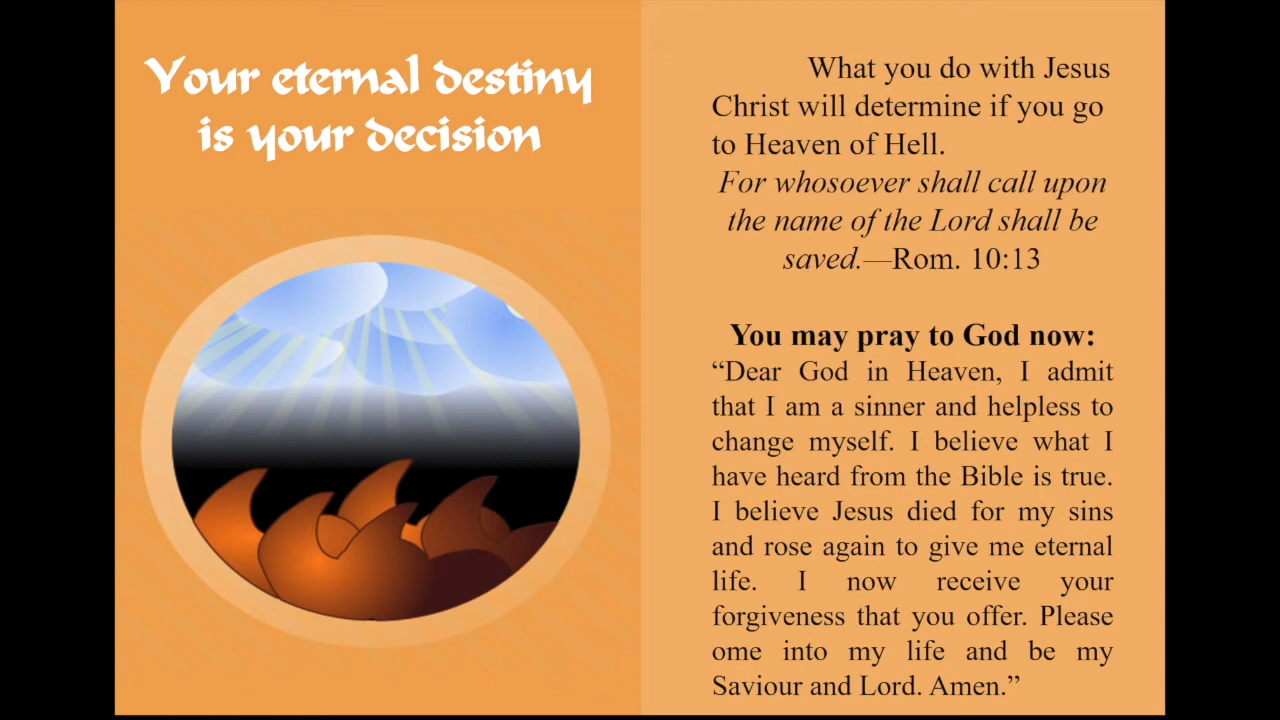 Your eternal destiny
is your decision
What you do with Jesus
Christ will determine if you go
to Heaven of Hell.
For whosoever shall call upon
the name of the Lord shall be
saved.—Rom. 10:13
You may pray to God now:
“Dear God in Heaven, I admit
that I am a sinner and helpless to
change myself. I believe what I
have heard from the Bible is true.
I believe Jesus died for my sins
and rose again to give me eternal
life. I now receive your
forgiveness that you offer. Please
ome into my life and be my
Saviour and Lord. Amen.”